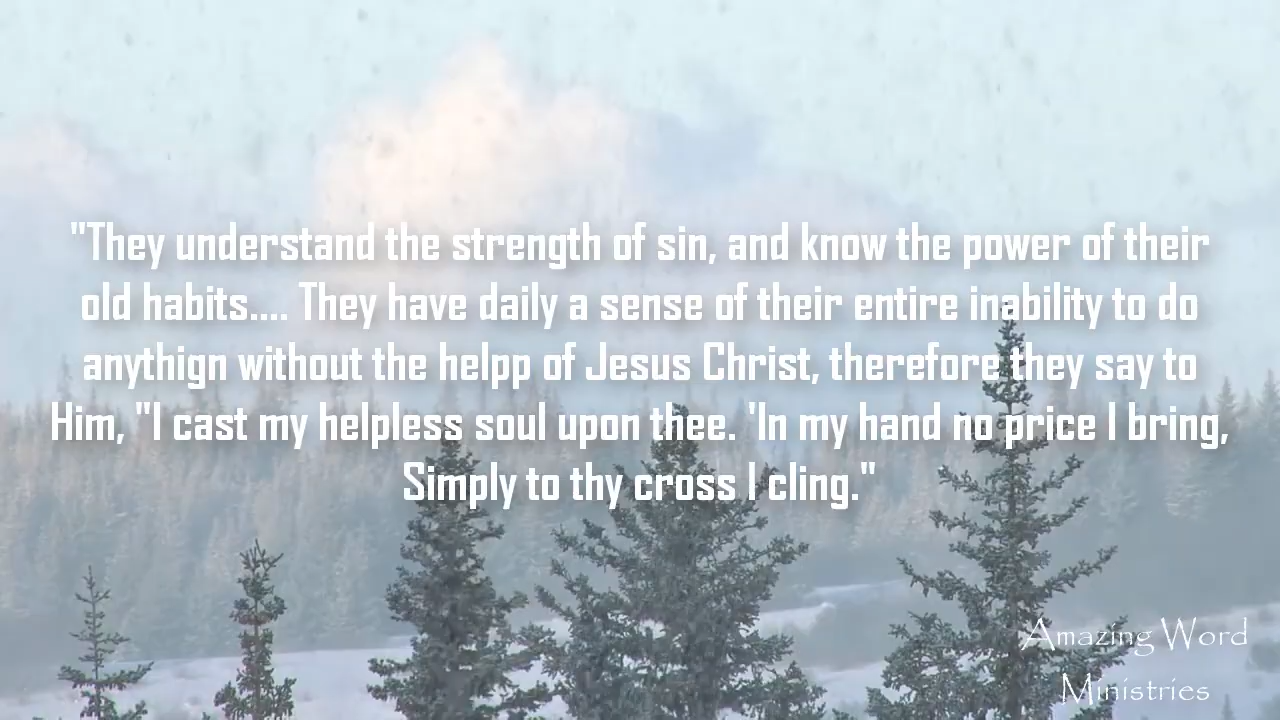 "They understand the strength of sin, and know the power of their
old habits.... They have daily a sense of their entire inability to do
anythign without the helpp of Jesus Christ, therefore they say to
Him, "I cast my helpless soul upon thee. 'In my hand no price I bring,
Simply to thy cross I cling."
Amazing Word
Ministries